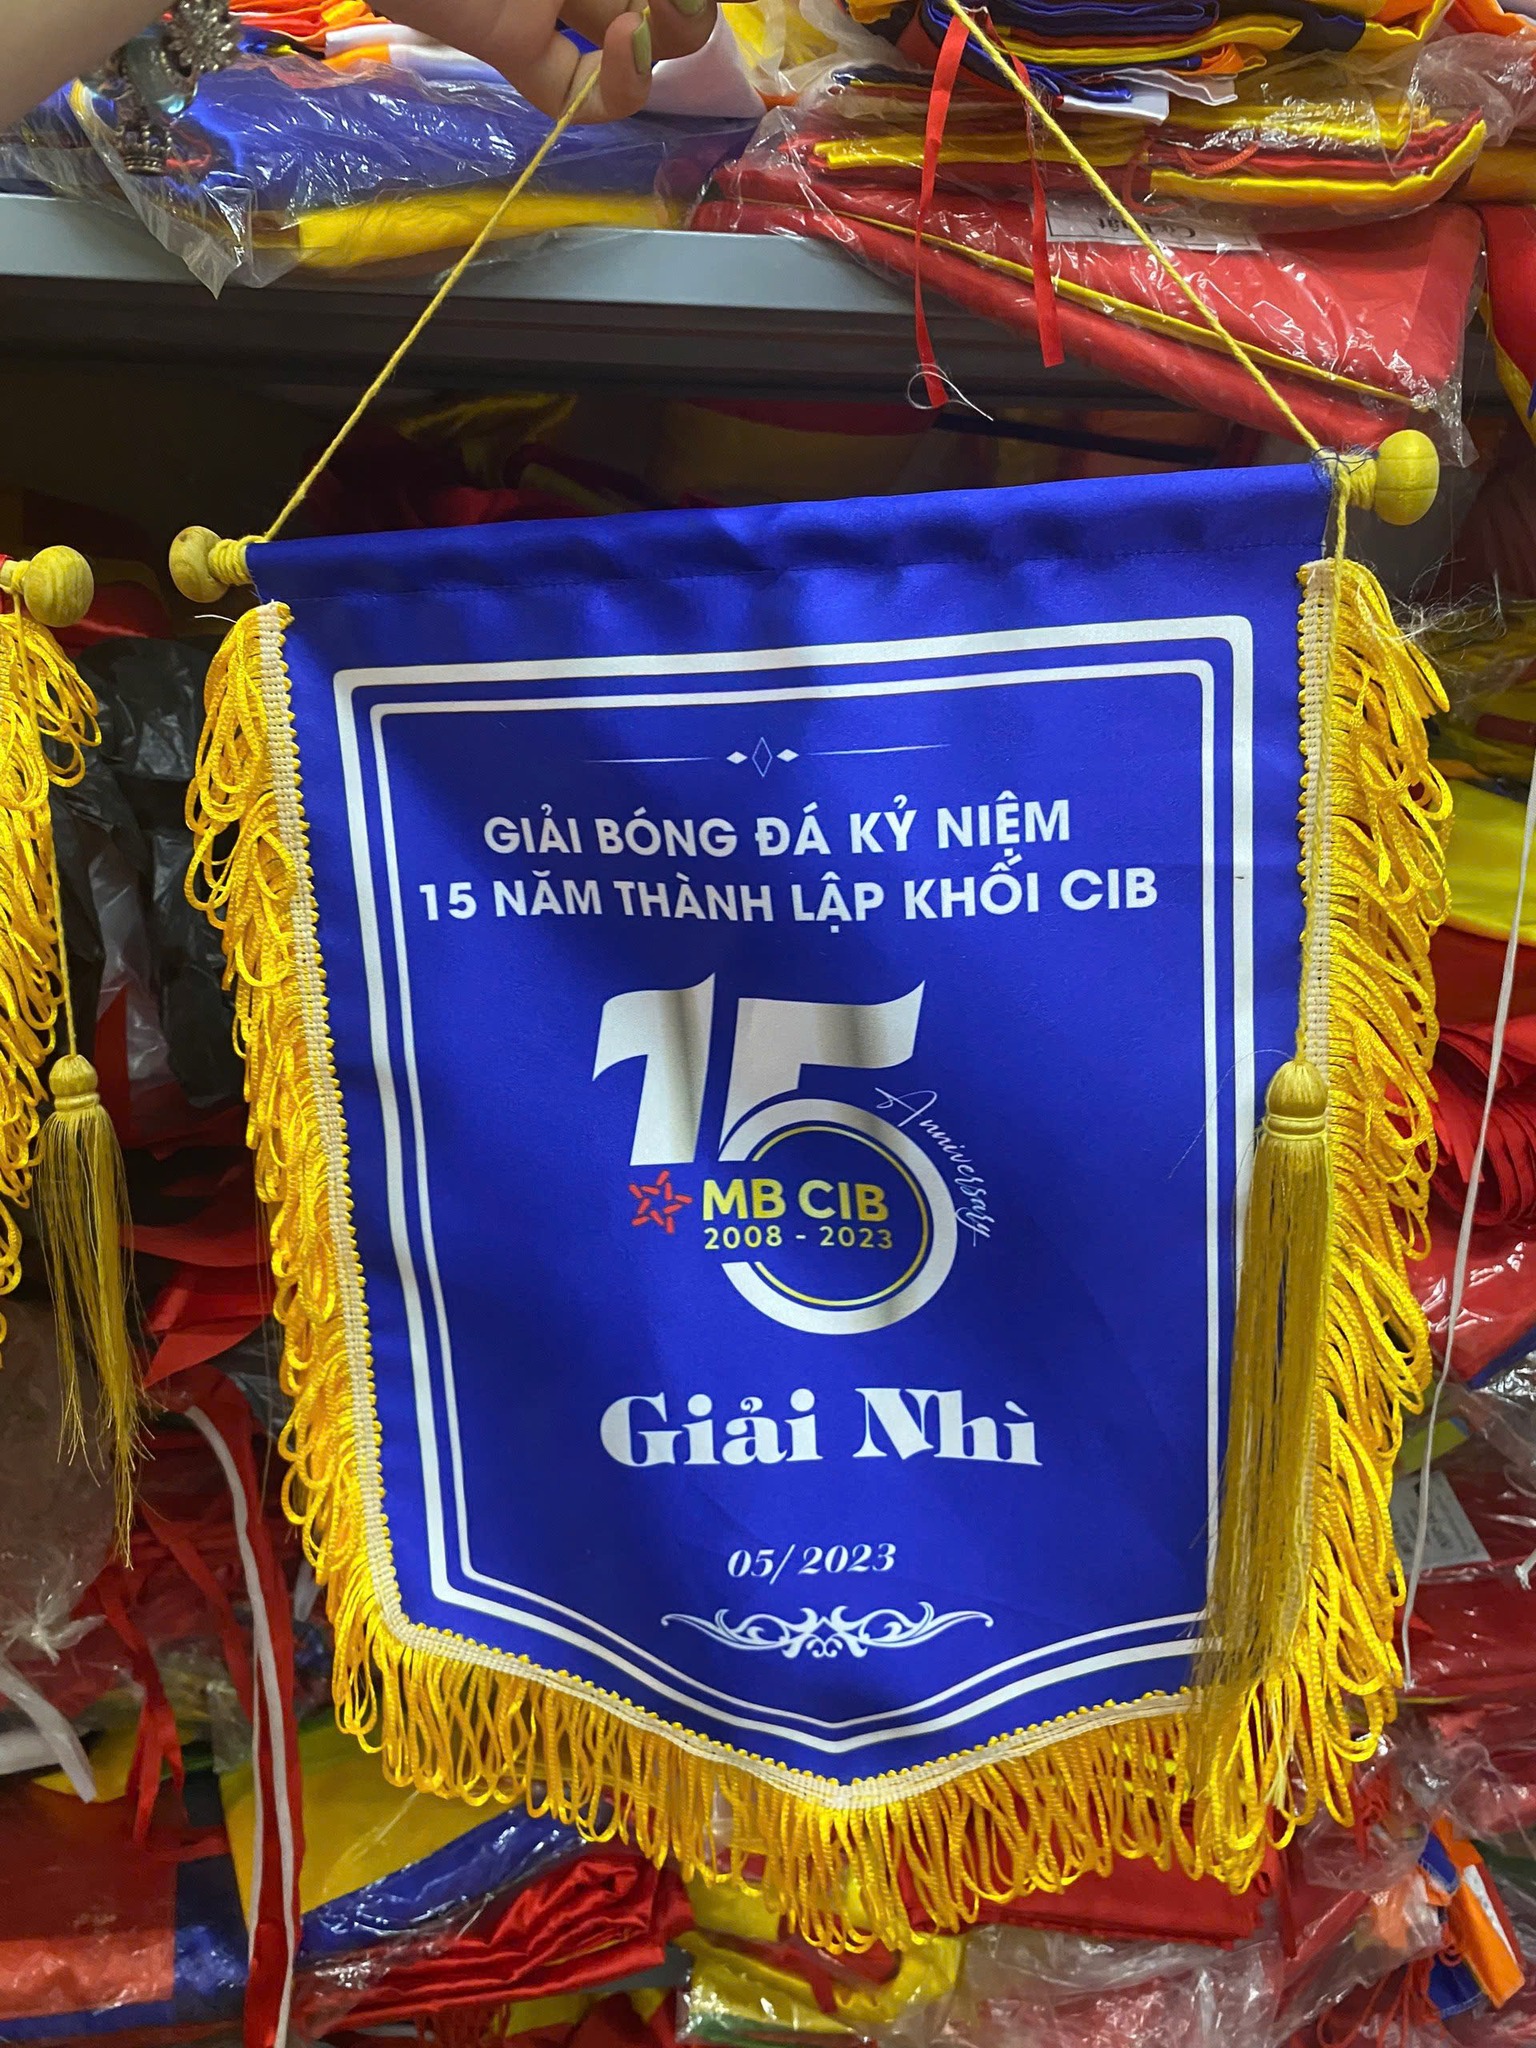 GIẢI BÓNG ĐÁ KỶ NIỆM
15 NĂM THÀNH LẬP KHỐI CIB
15
Anniversary
MB CIB
2008 - 2023
Giải Nhì
05/2023